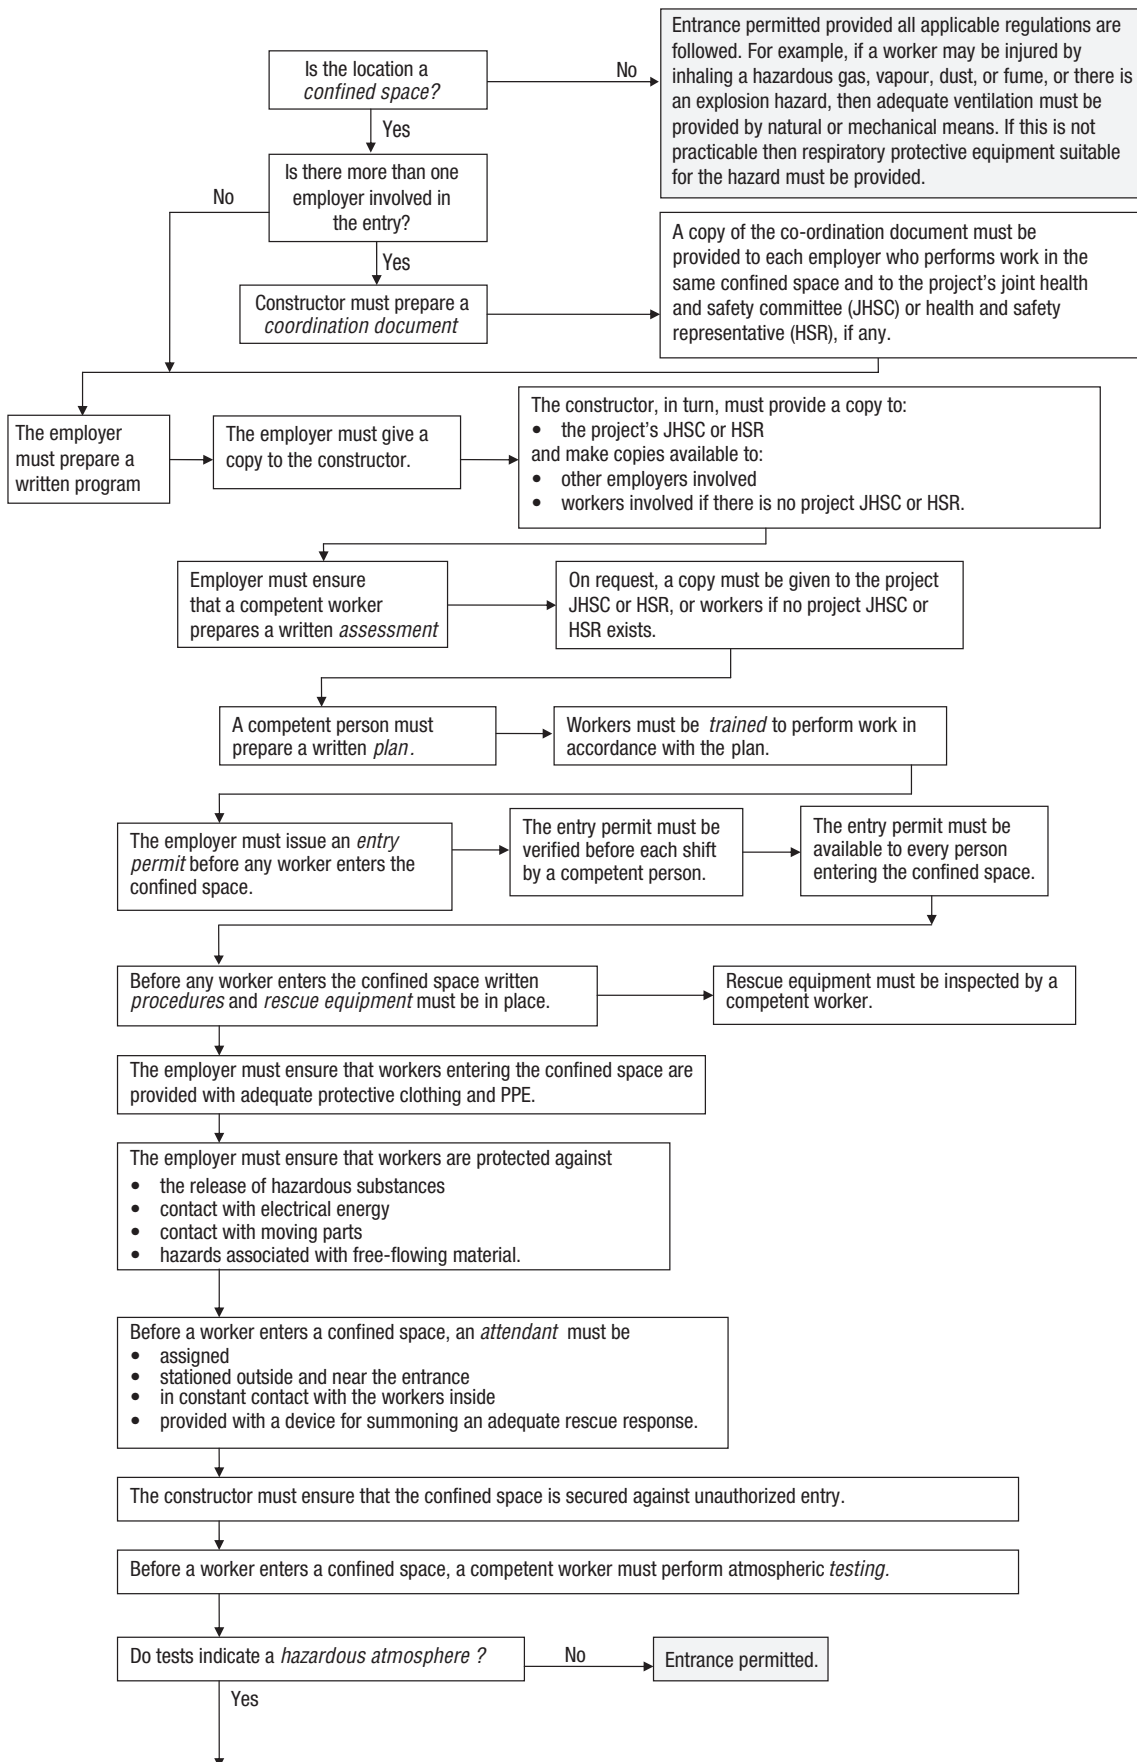 Is the location a
confined space?
No
Entrance permitted provided all applicable regulations are
followed. For example, if a worker may be injured by
inhaling a hazardous gas, vapour, dust, or fume, or there is
an explosion hazard, then adequate ventilation must be
provided by natural or mechanical means. If this is not
practicable then respiratory protective equipment suitable
for the hazard must be provided.
Yes
Is there more than one
employer involved in
the entry?
No
Yes
Constructor must prepare a
coordination document
A copy of the co-ordination document must be
provided to each employer who performs work in the
same confined space and to the project's joint health
and safety committee (JHSC) or health and safety
representative (HSR), if any.
The employer
must prepare a
written program
The employer must give a
copy to the constructor.
The constructor, in turn, must provide a copy to:
• the project's JHSC or HSR
and make copies available to:
• other employers involved
• workers involved if there is no project JHSC or HSR.
Employer must ensure
that a competent worker
prepares a written assessment
On request, a copy must be given to the project
JHSC or HSR, or workers if no project JHSC or
HSR exists.
A competent person must
prepare a written plan.
Workers must be trained to perform work in
accordance with the plan.
The employer must issue an entry
permit before any worker enters the
confined space.
The entry permit must be
verified before each shift
by a competent person.
The entry permit must be
available to every person
entering the confined space.
Before any worker enters the confined space written
procedures and rescue equipment must be in place.
Rescue equipment must be inspected by a
competent worker.
The employer must ensure that workers entering the confined space are
provided with adequate protective clothing and PPE.
The employer must ensure that workers are protected against
• the release of hazardous substances
• contact with electrical energy
• contact with moving parts
• hazards associated with free-flowing material.
Before a worker enters a confined space, an attendant must be
• assigned
• stationed outside and near the entrance
• in constant contact with the workers inside
• provided with a device for summoning an adequate rescue response.
The constructor must ensure that the confined space is secured against unauthorized entry.
Before a worker enters a confined space, a competent worker must perform atmospheric testing.
Do tests indicate a hazardous atmosphere ?
No
Entrance permitted.
Yes